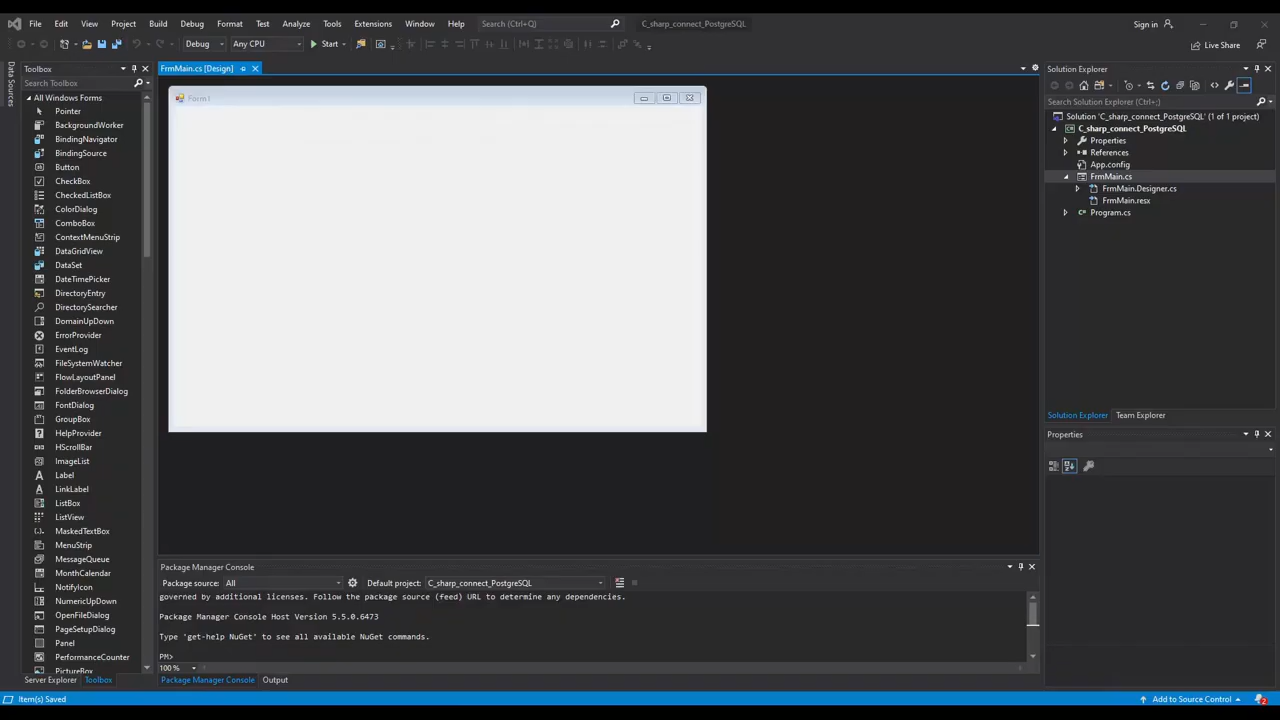 File Edit View Project Build Debug Format Test Analyze Tools Extensions Window Help Search (Ctrl+Q) C_sharp_connect_PostgreSQL Sign in
Debug Any CPU Start Live Share
Data Sources
Toolbox
Search Toolbox
All Windows Forms
Pointer
BackgroundWorker
BindingNavigator
BindingSource
Button
CheckBox
CheckedListBox
ColorDialog
ComboBox
ContextMenuStrip
DataGridView
DataSet
DateTimePicker
DirectoryEntry
DirectorySearcher
DomainUpDown
ErrorProvider
EventLog
FileSystemWatcher
FlowLayoutPanel
FolderBrowserDialog
FontDialog
GroupBox
HelpProvider
HScrollBar
ImageList
Label
LinkLabel
ListBox
ListView
MaskedTextBox
MenuStrip
MessageQueue
MonthCalendar
NotifyIcon
NumericUpDown
OpenFileDialog
PageSetupDialog
Panel
PerformanceCounter
PictureBox
Server Explorer Toolbox
FrmMain.cs [Design]
Form1
Package Manager Console
Package source: All Default project: C_sharp_connect_PostgreSQL
governed by additional licenses. Follow the package source (feed) URL to determine any dependencies.
Package Manager Console Host Version 5.5.0.6473
Type 'get-help NuGet' to see all available NuGet commands.
PM>
100 %
Package Manager Console Output
Solution Explorer
Search Solution Explorer (Ctrl+;)
Solution 'C_sharp_connect_PostgreSQL' (1 of 1 project)
C_sharp_connect_PostgreSQL
Properties
References
App.config
FrmMain.cs
FrmMain.Designer.cs
FrmMain.resx
Program.cs
Solution Explorer Team Explorer
Properties
Item(s) Saved Add to Source Control 2